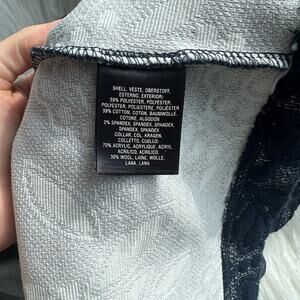 SHELL, VESTE, OBERSTOFF,
ESTERNO, EXTERIOR:
59% POLYESTER, POLYESTER,
POLYESTER, POLIESTERE, POLIÉSTER
39% COTTON, COTON, BAUMWOLLE,
COTONE, ALGODÓN
2% SPANDEX, SPANDEX, SPANDEX,
SPANDEX, SPANDEX
COLLAR, COL, KRAGEN,
COLLETTO, CUELLO:
70% ACRYLIC, ACRYLIQUE, ACRYL,
ACRILICO, ACRÍLICO
30% WOOL, LAINE, WOLLE,
LANA, LANA